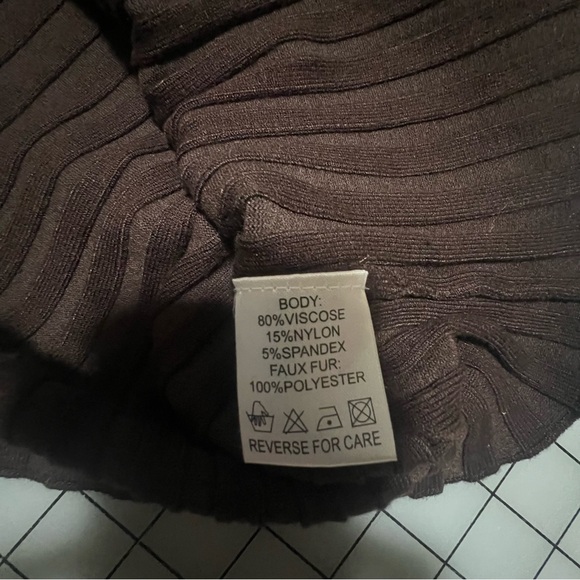 BODY:
80%VISCOSE
15%NYLON
5%SPANDEX
FAUX FUR:
100%POLYESTER
REVERSE FOR CARE